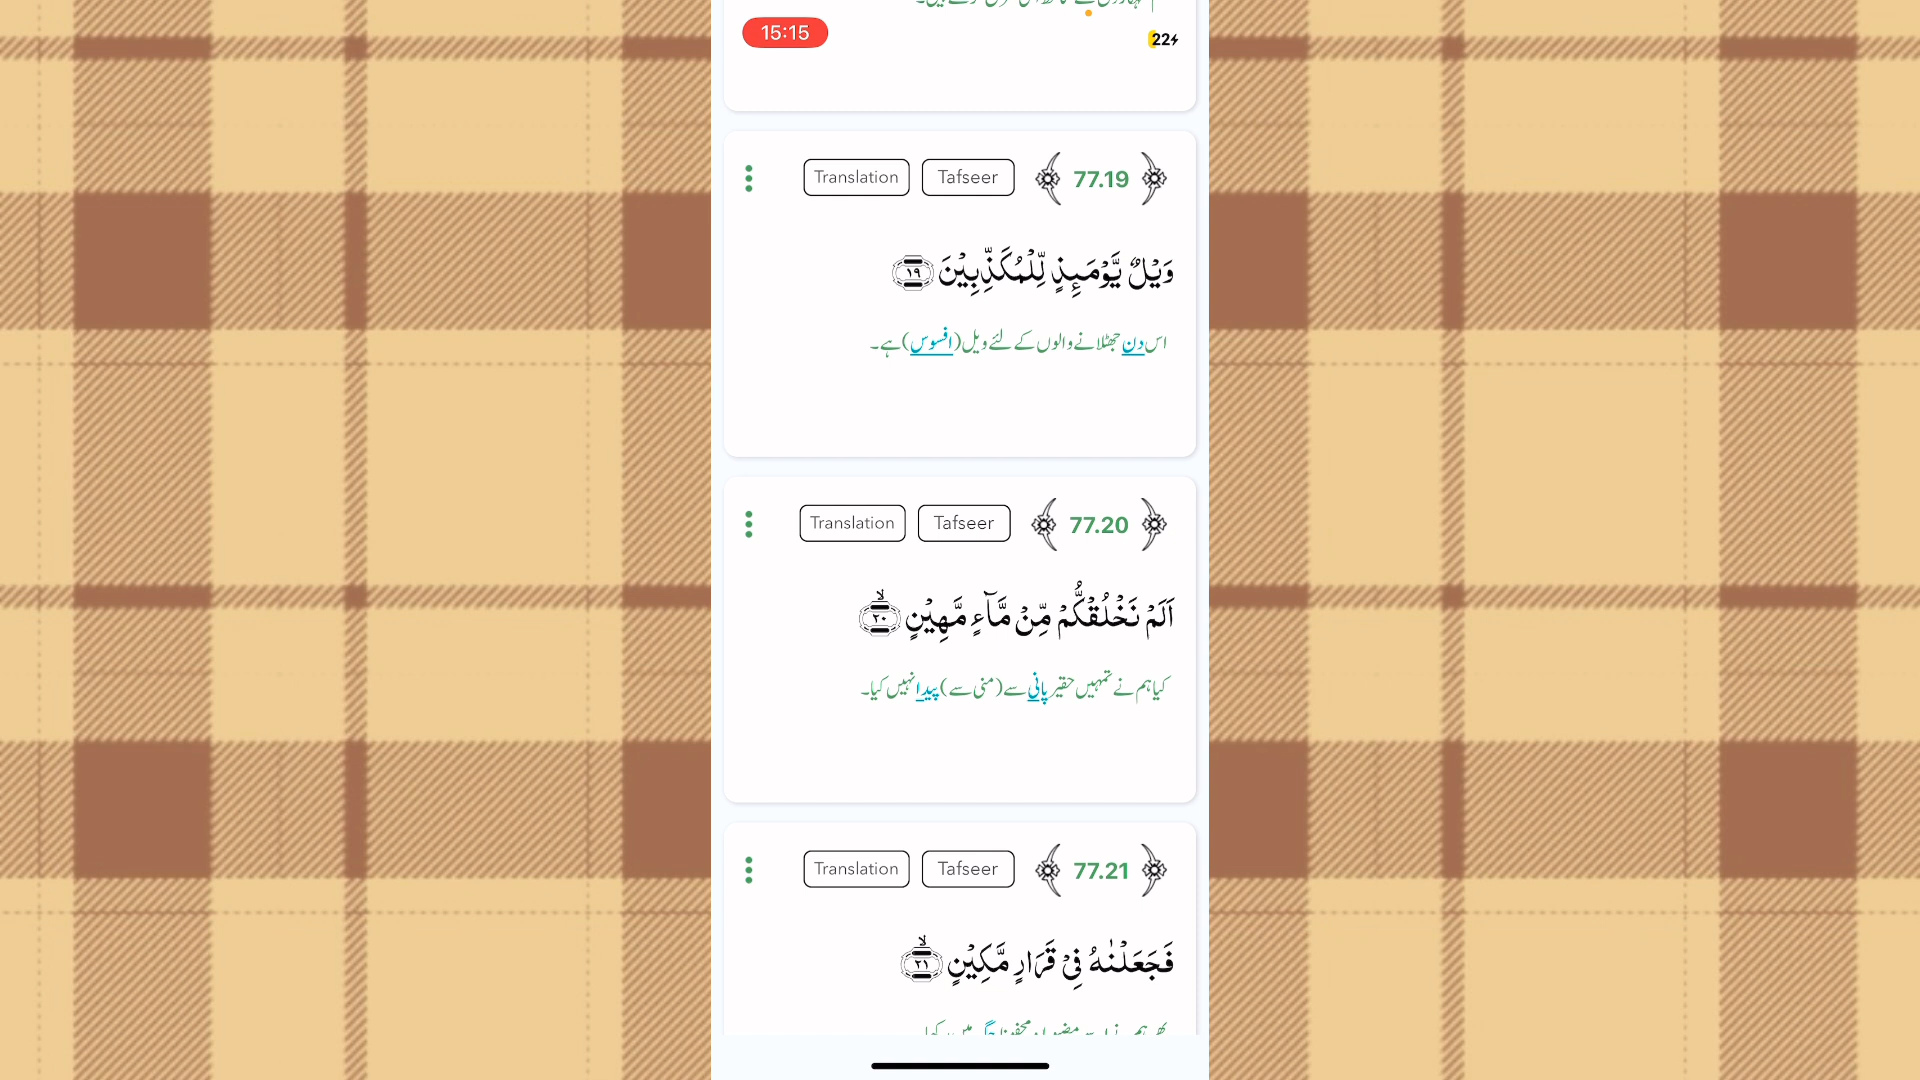 15:15
22
Translation Tafseer 77.19
وَيْلٌ يَّوْمَئِذٍ لِّلْمُكَذِّبِيْنَ ١٩
اس دن جھٹلانے والوں کے لئے ویل (افسوس) ہے۔
Translation Tafseer 77.20
اَلَمْ نَخْلُقْكُّمْ مِّنْ مَّآءٍ مَّهِيْنٍ ۙ ٢٠
کیا ہم نے تمہیں حقیر پانی سے (منی سے) پیدا نہیں کیا۔
Translation Tafseer 77.21
فَجَعَلْنٰهُ فِىْ قَرَارٍ مَّكِيْنٍ ۙ ٢١